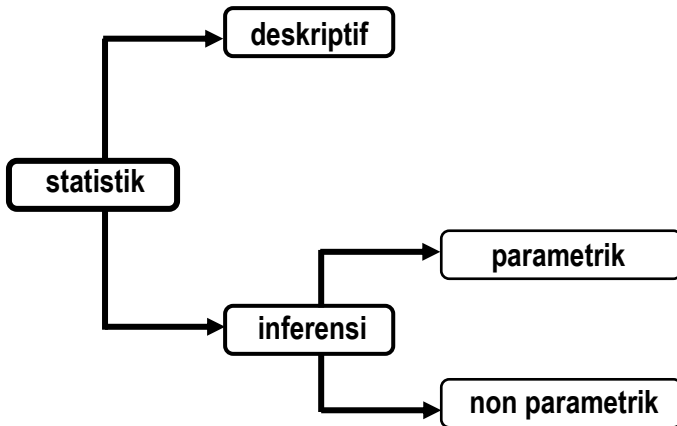 deskriptif
statistik
parametrik
inferensi
non parametrik